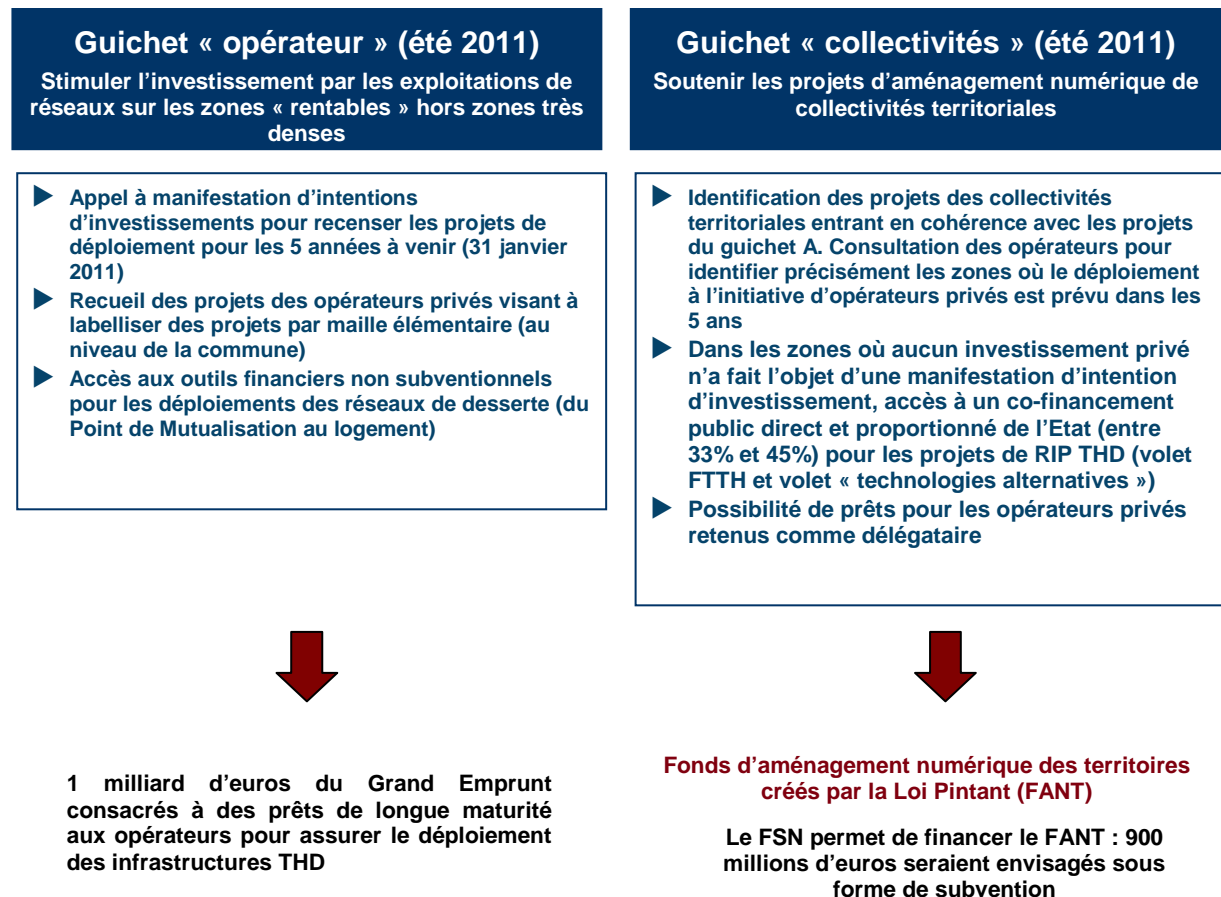 Guichet « opérateur » (été 2011)
Stimuler l'investissement par les exploitations de
réseaux sur les zones « rentables » hors zones très
denses
Appel à manifestation d'intentions
d'investissements pour recenser les projets de
déploiement pour les 5 années à venir (31 janvier
2011)
Recueil des projets des opérateurs privés visant à
labelliser des projets par maille élémentaire (au
niveau de la commune)
Accès aux outils financiers non subventionnels
pour les déploiements des réseaux de desserte (du
Point de Mutualisation au logement)
1 milliard d'euros du Grand Emprunt
consacrés à des prêts de longue maturité
aux opérateurs pour assurer le déploiement
des infrastructures THD
Guichet « collectivités » (été 2011)
Soutenir les projets d'aménagement numérique de
collectivités territoriales
Identification des projets des collectivités
territoriales entrant en cohérence avec les projets
du guichet A. Consultation des opérateurs pour
identifier précisément les zones où le déploiement
à l'initiative d'opérateurs privés est prévu dans les
5 ans
Dans les zones où aucun investissement privé
n'a fait l'objet d'une manifestation d'intention
d'investissement, accès à un co-financement
public direct et proportionné de l'Etat (entre
33% et 45%) pour les projets de RIP THD (volet
FTTH et volet « technologies alternatives »)
Possibilité de prêts pour les opérateurs privés
retenus comme délégataire
Fonds d'aménagement numérique des territoires
créés par la Loi Pintant (FANT)
Le FSN permet de financer le FANT : 900
millions d'euros seraient envisagés sous
forme de subvention